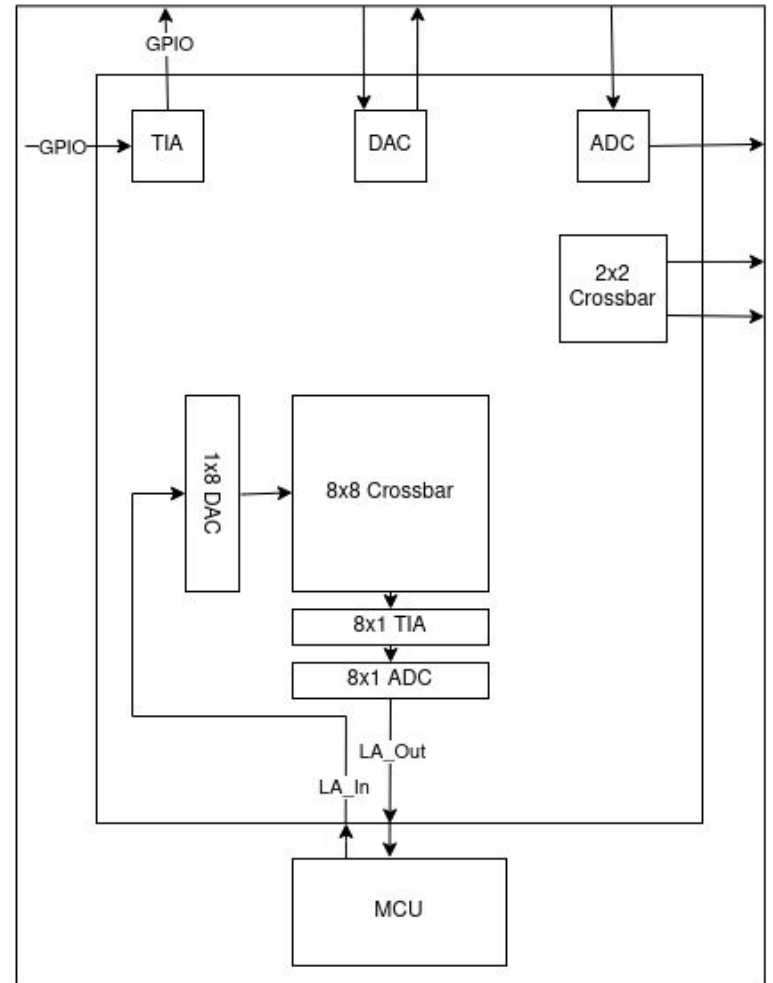 GPIO
GPIO
TIA
DAC
ADC
2x2
Crossbar
1x8 DAC
8x8 Crossbar
8x1 TIA
8x1 ADC
LA_Out
LA_In
MCU